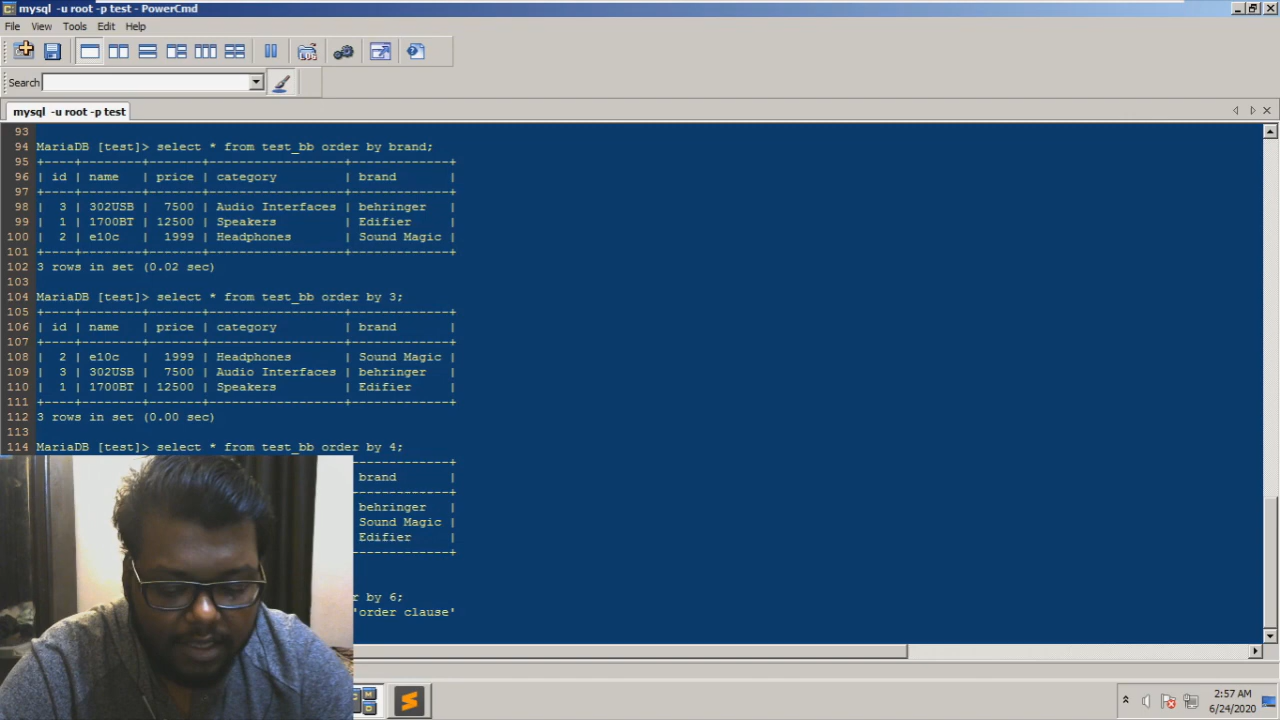 mysql -u root -p test - PowerCmd
File View Tools Edit Help
Search
mysql -u root -p test
93
94 MariaDB [test]> select * from test_bb order by brand;
95 +----+--------+-------+------------------+-------------+
96 | id | name   | price | category         | brand       |
97 +----+--------+-------+------------------+-------------+
98 |  3 | 302USB |  7500 | Audio Interfaces | behringer   |
99 |  1 | 1700BT | 12500 | Speakers         | Edifier     |
100 |  2 | e10c   |  1999 | Headphones       | Sound Magic |
101 +----+--------+-------+------------------+-------------+
102 3 rows in set (0.02 sec)
103
104 MariaDB [test]> select * from test_bb order by 3;
105 +----+--------+-------+------------------+-------------+
106 | id | name   | price | category         | brand       |
107 +----+--------+-------+------------------+-------------+
108 |  2 | e10c   |  1999 | Headphones       | Sound Magic |
109 |  3 | 302USB |  7500 | Audio Interfaces | behringer   |
110 |  1 | 1700BT | 12500 | Speakers         | Edifier     |
111 +----+--------+-------+------------------+-------------+
112 3 rows in set (0.00 sec)
113
114 MariaDB [test]> select * from test_bb order by 4;
-------------+
brand       |
-------------+
behringer   |
Sound Magic |
Edifier     |
-------------+
by 6;
'order clause'
2:57 AM
6/24/2020